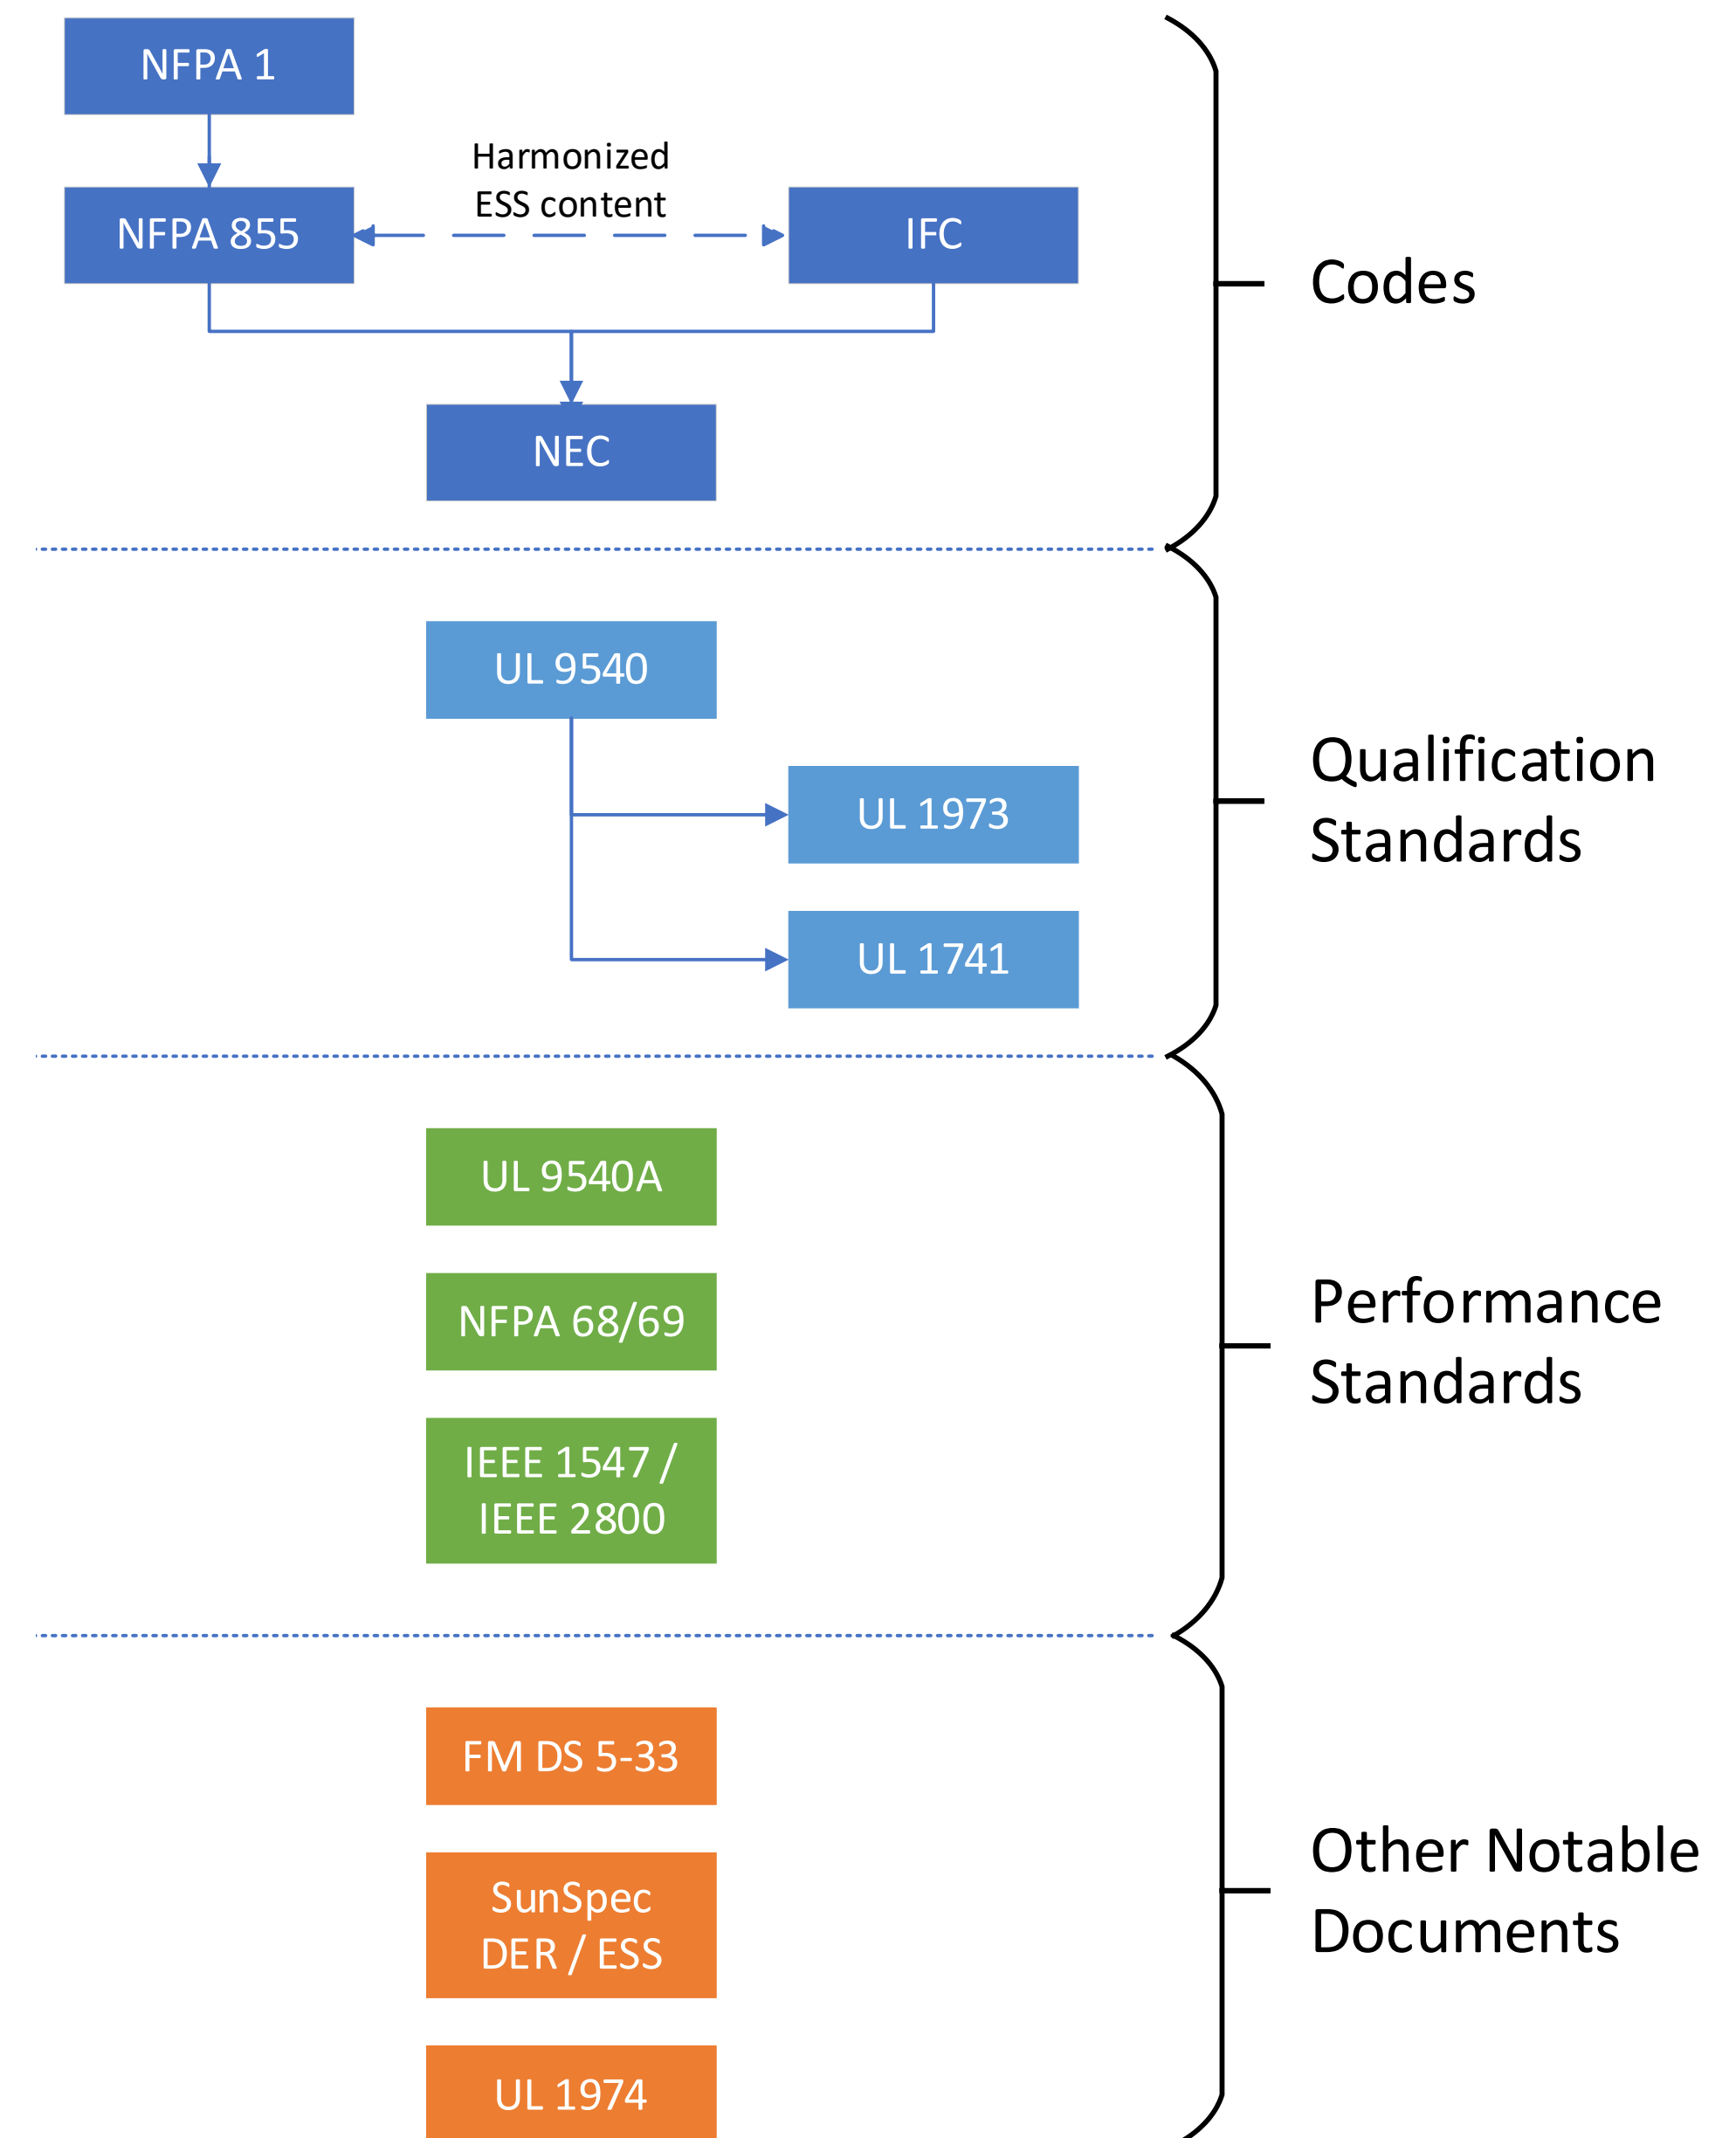 NFPA 1
Harmonized
ESS content
NFPA 855
IFC
Codes
NEC
UL 9540
Qualification
Standards
UL 1973
UL 1741
UL 9540A
NFPA 68/69
Performance
Standards
IEEE 1547 /
IEEE 2800
FM DS 5-33
Other Notable
Documents
SunSpec
DER / ESS
UL 1974